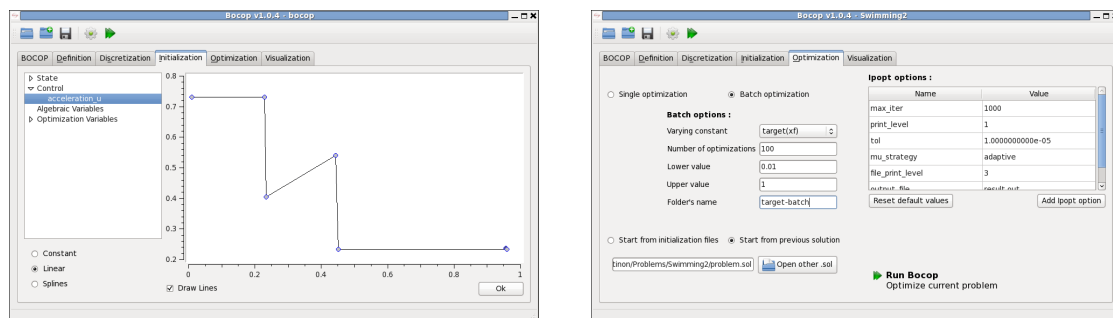 Bocop v1.0.4 - bocop
BOCOP Definition Discretization Initialization Optimization Visualization
State
Control
acceleration_u
Algebraic Variables
Optimization Variables
Constant
Linear
Splines
0.8
0.7
0.6
0.5
0.4
0.3
0.2
0 0.2 0.4 0.6 0.8 1
Draw Lines
Ok
Bocop v1.0.4 - Swimming2
BOCOP Definition Discretization Initialization Optimization Visualization
Single optimization Batch optimization
Batch options :
Varying constant target(xf)
Number of optimizations 100
Lower value 0.01
Upper value 1
Folder's name target-batch
Start from initialization files Start from previous solution
tinon/Problems/Swimming2/problem.sol Open other .sol
Ipopt options :
Name Value
max_iter 1000
print_level 1
tol 1.0000000000e-05
mu_strategy adaptive
file_print_level 3
output_file result.out
Reset default values Add Ipopt option
Run Bocop
Optimize current problem